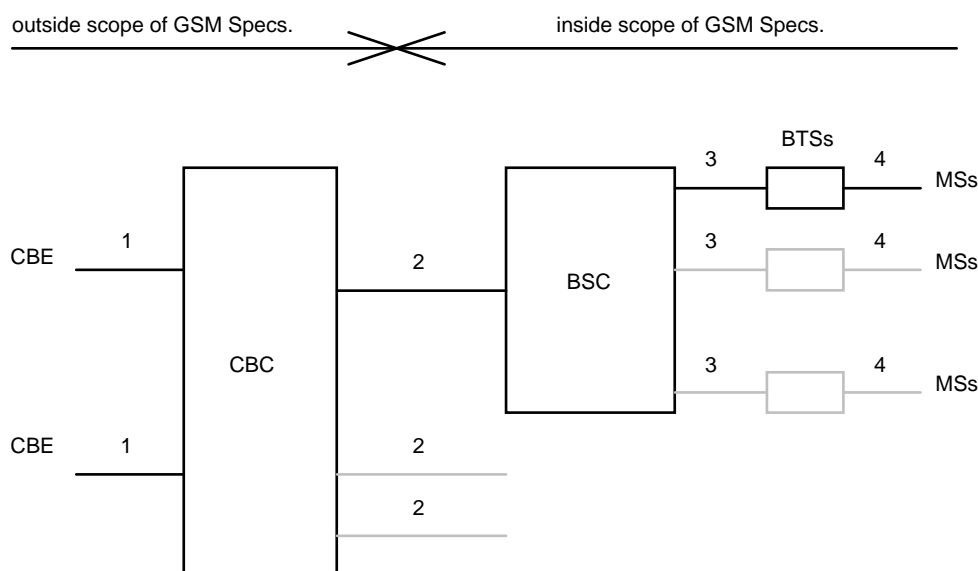 outside scope of GSM Specs.
inside scope of GSM Specs.
BTSs
3
4
MSs
CBE
1
2
BSC
3
4
MSs
CBC
3
4
MSs
CBE
1
2
2